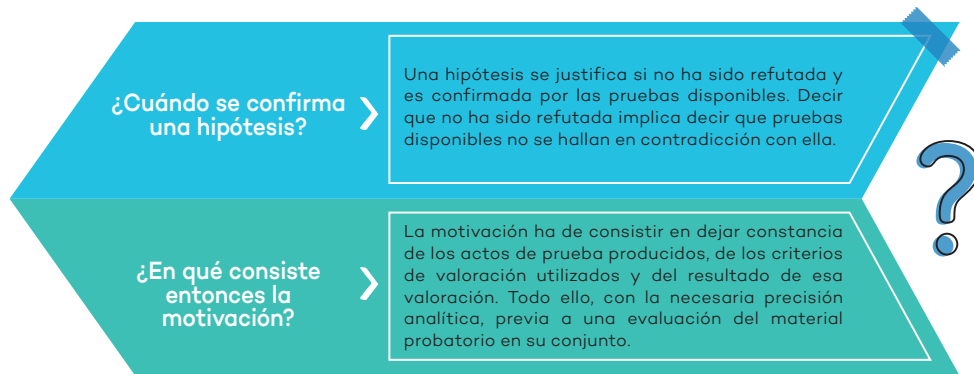 ¿Cuándo se confirma
una hipótesis?
Una hipótesis se justifica si no ha sido refutada y
es confirmada por las pruebas disponibles. Decir
que no ha sido refutada implica decir que pruebas
disponibles no se hallan en contradicción con ella.
¿En qué consiste
entonces la
motivación?
La motivación ha de consistir en dejar constancia
de los actos de prueba producidos, de los criterios
de valoración utilizados y del resultado de esa
valoración. Todo ello, con la necesaria precisión
analítica, previa a una evaluación del material
probatorio en su conjunto.
?